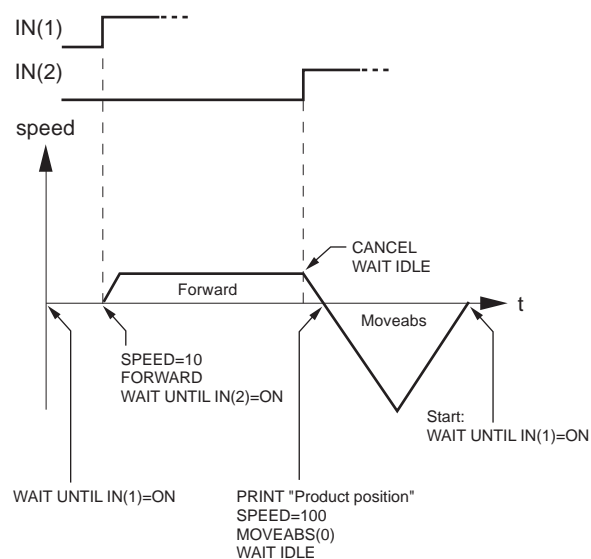 IN(1)
IN(2)
speed
CANCEL
WAIT IDLE
Forward
t
Moveabs
SPEED=10
FORWARD
WAIT UNTIL IN(2)=ON
Start:
WAIT UNTIL IN(1)=ON
WAIT UNTIL IN(1)=ON
PRINT "Product position"
SPEED=100
MOVEABS(0)
WAIT IDLE